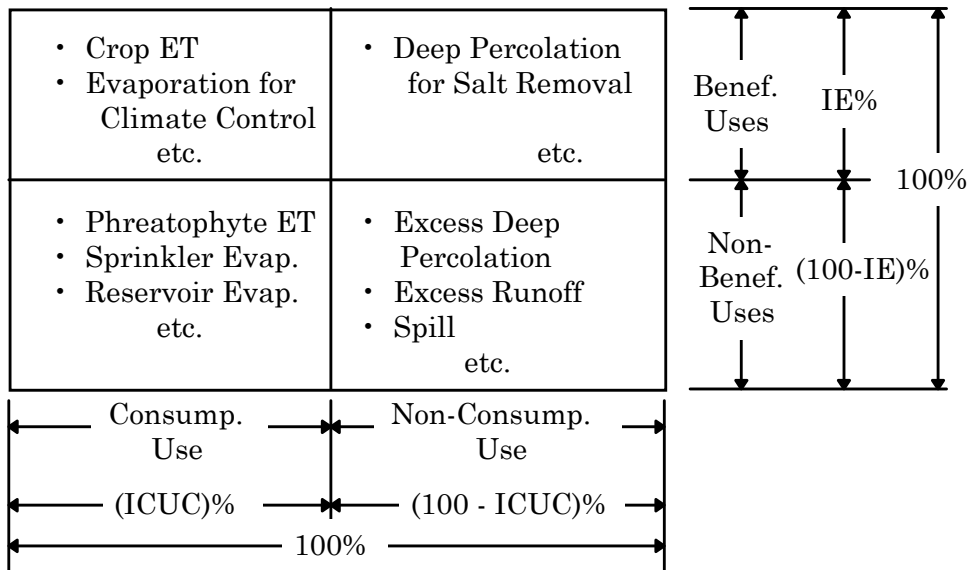 • Crop ET
• Evaporation for
Climate Control
etc.
• Deep Percolation
for Salt Removal
etc.
• Phreatophyte ET
• Sprinkler Evap.
• Reservoir Evap.
etc.
• Excess Deep
Percolation
• Excess Runoff
• Spill
etc.
Benef.
Uses
IE%
100%
Non-
Benef.
Uses
(100-IE)%
Consump.
Use
Non-Consump.
Use
(ICUC)%
(100 - ICUC)%
100%